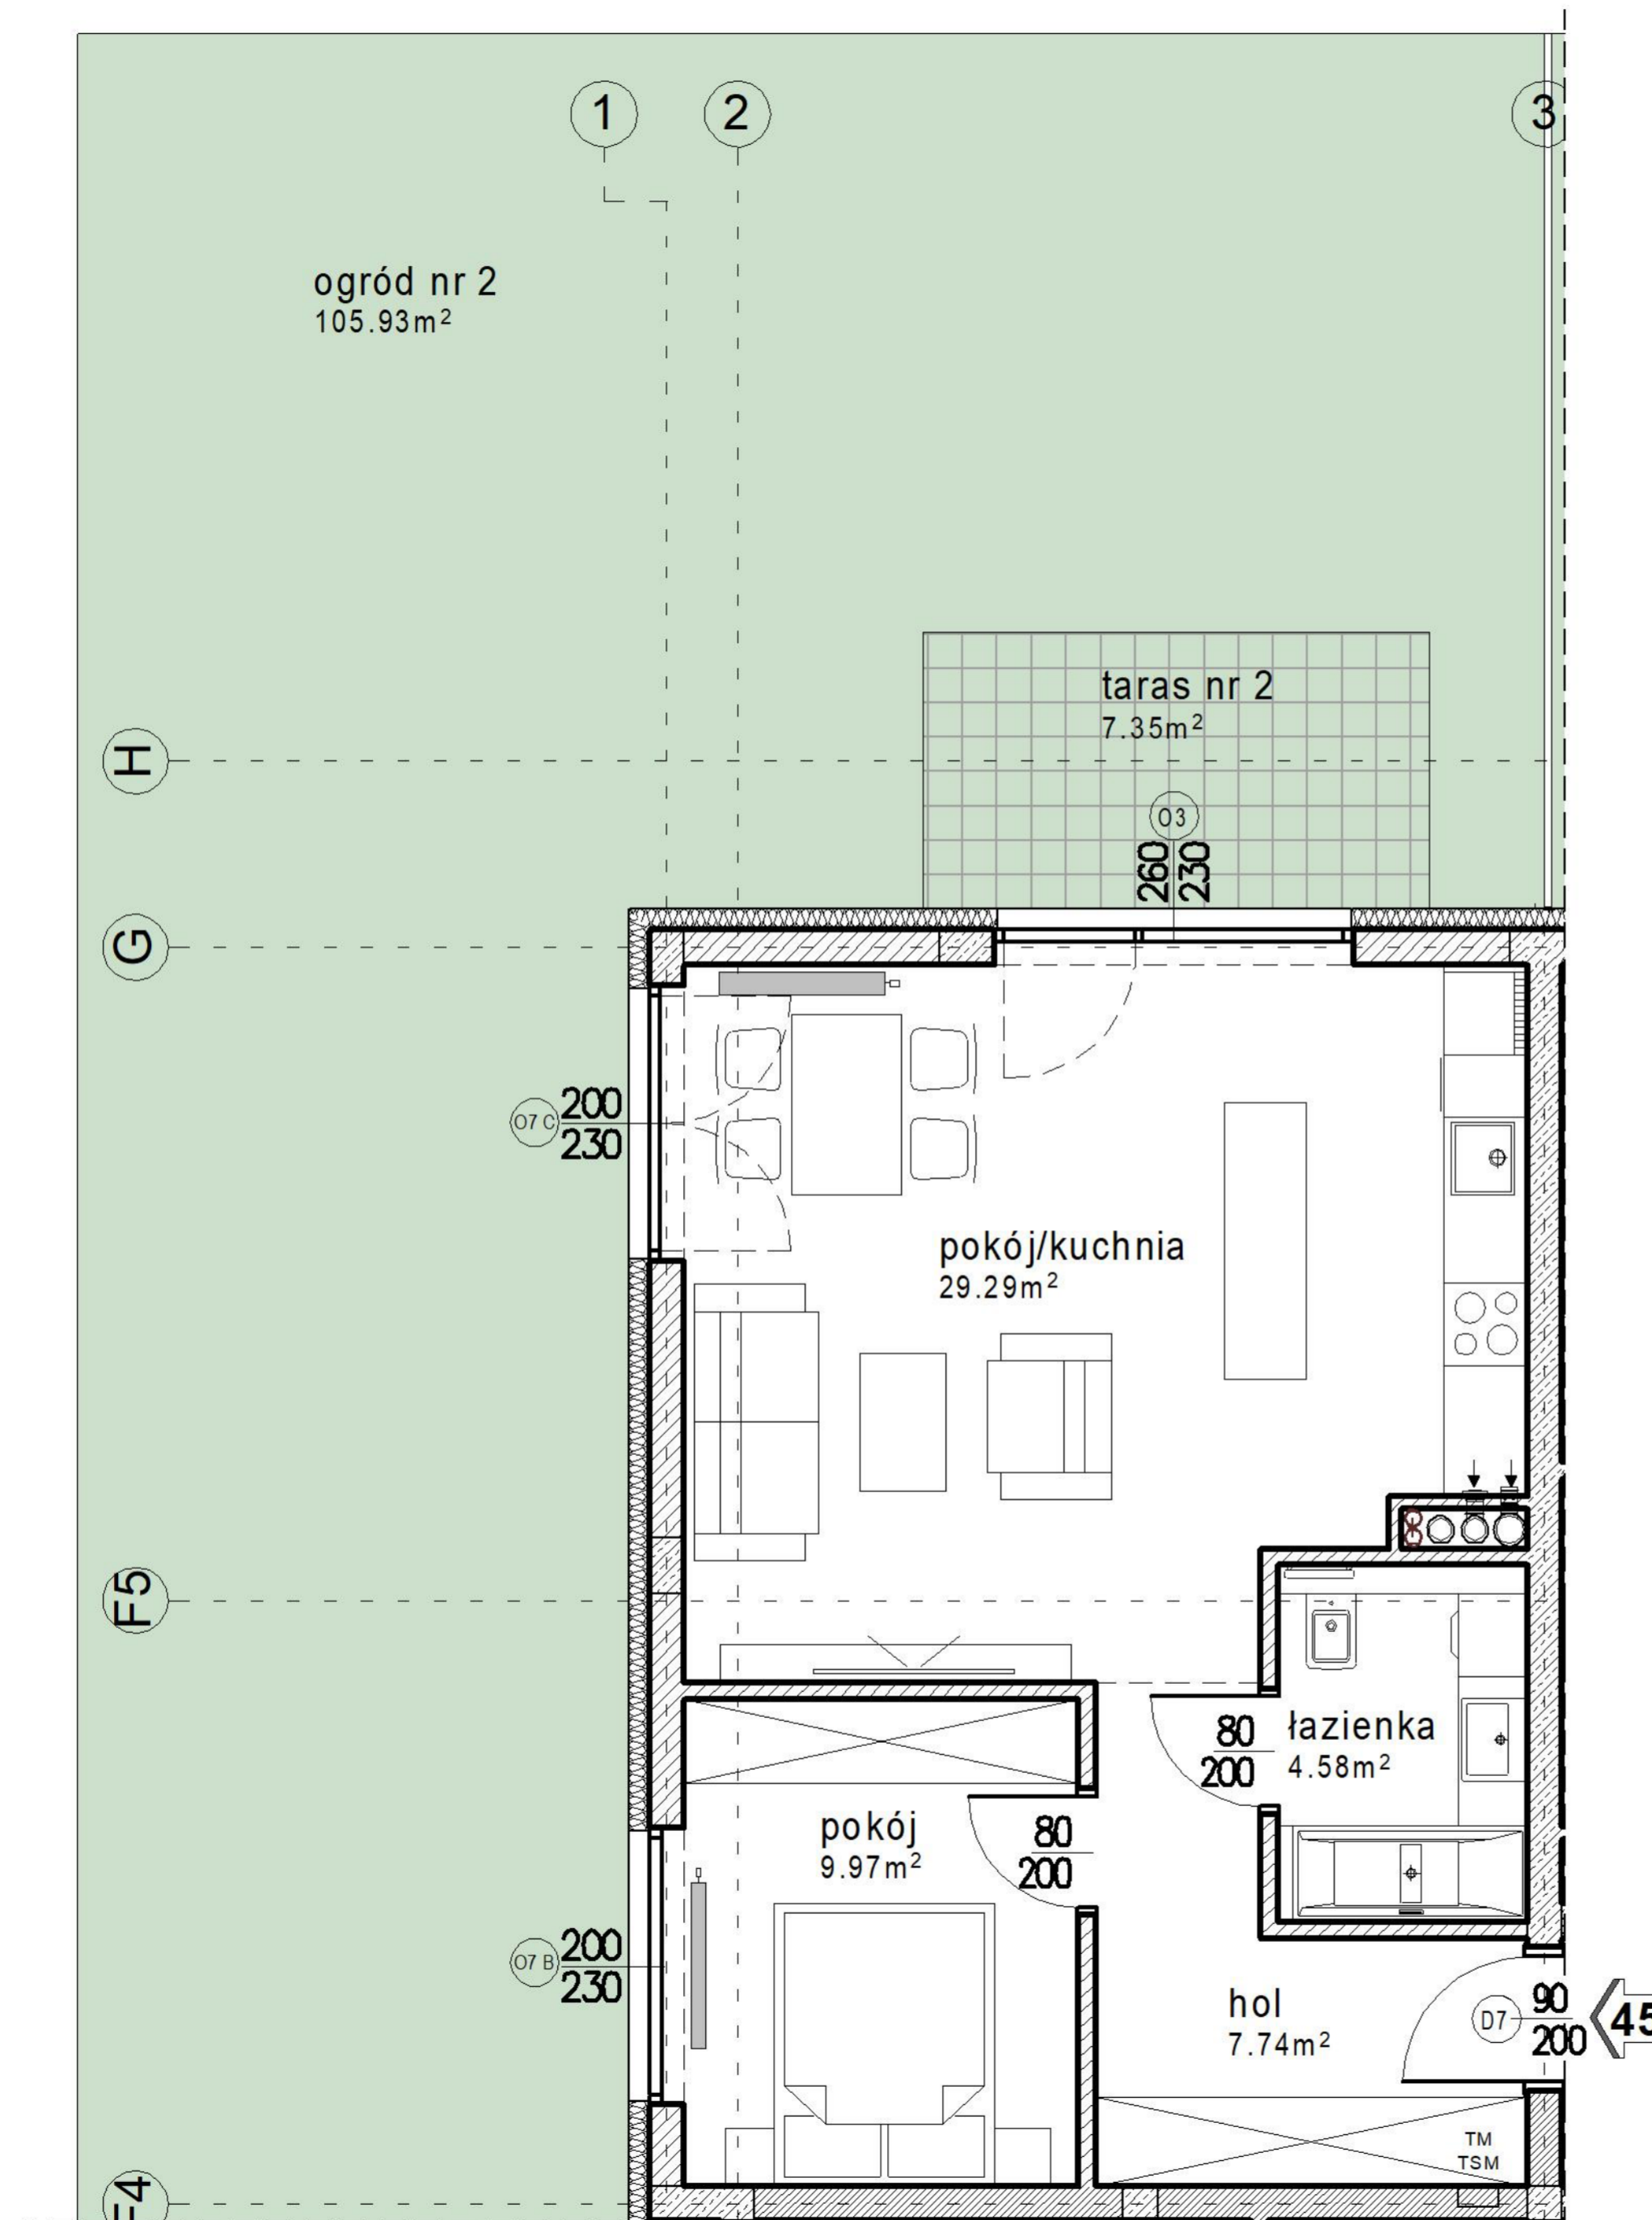 1
2
3
ogród nr 2
105.93m²
taras nr 2
7.35m²
H
O3
260
230
G
O7 C
200
230
pokój/kuchnia
29.29m²
F5
80
200
łazienka
4.58m²
pokój
9.97m²
80
200
O7 B
200
230
hol
7.74m²
D7
90
200
45
TM
TSM
F4